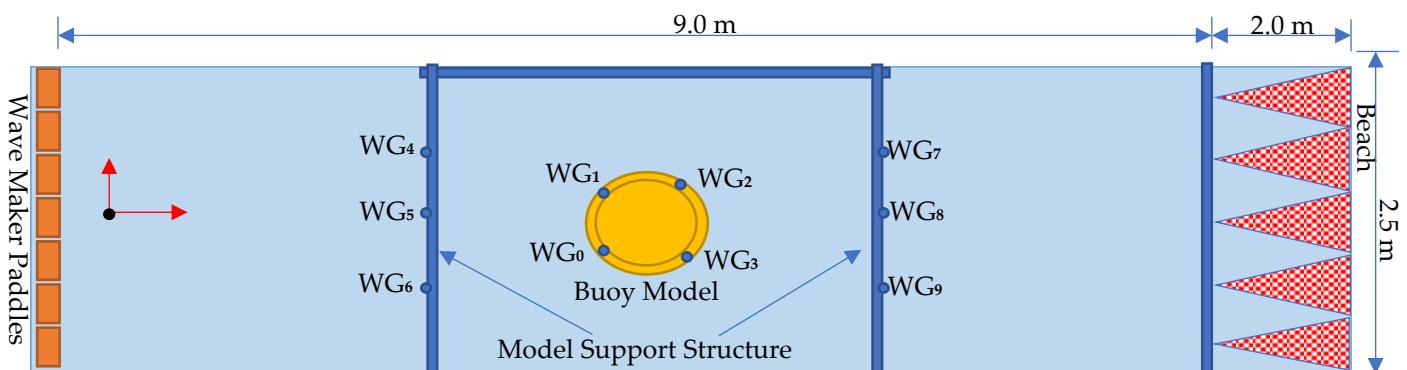 9.0 m
2.0 m
Wave Maker Paddles
WG4
WG5
WG6
WG1
WG2
WG0
WG3
Buoy Model
Model Support Structure
WG7
WG8
WG9
Beach
2.5 m